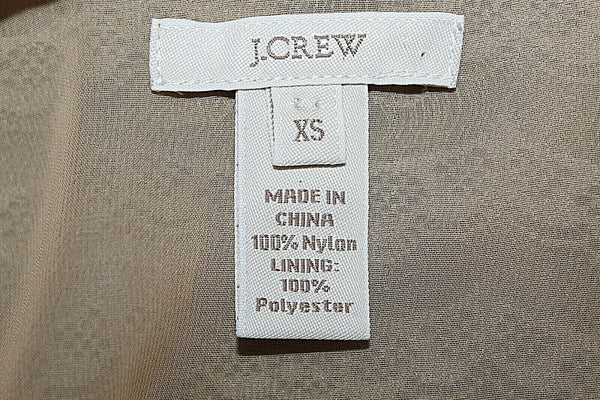 J.CREW
XS
MADE IN
CHINA
100% Nylon
LINING:
100%
Polyester